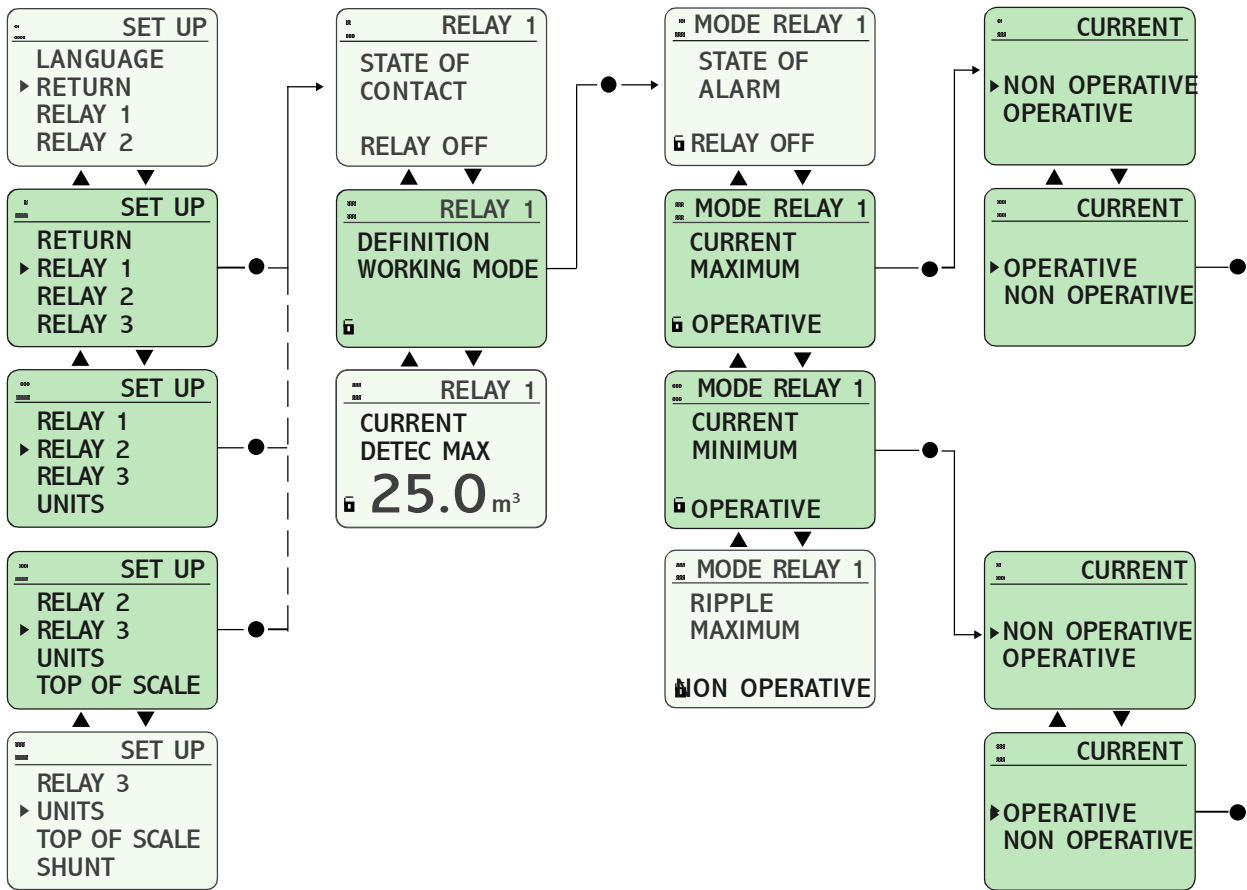 SET UP
LANGUAGE
RETURN
RELAY 1
RELAY 2
SET UP
RETURN
RELAY 1
RELAY 2
RELAY 3
SET UP
RELAY 1
RELAY 2
RELAY 3
UNITS
SET UP
RELAY 2
RELAY 3
UNITS
TOP OF SCALE
SET UP
RELAY 3
UNITS
TOP OF SCALE
SHUNT
RELAY 1
STATE OF
CONTACT
RELAY OFF
RELAY 1
DEFINITION
WORKING MODE
RELAY 1
CURRENT
DETEC MAX
25.0 m³
MODE RELAY 1
STATE OF
ALARM
RELAY OFF
MODE RELAY 1
CURRENT
MAXIMUM
OPERATIVE
MODE RELAY 1
CURRENT
MINIMUM
OPERATIVE
MODE RELAY 1
RIPPLE
MAXIMUM
NON OPERATIVE
CURRENT
NON OPERATIVE
OPERATIVE
CURRENT
OPERATIVE
NON OPERATIVE
CURRENT
NON OPERATIVE
OPERATIVE
CURRENT
OPERATIVE
NON OPERATIVE